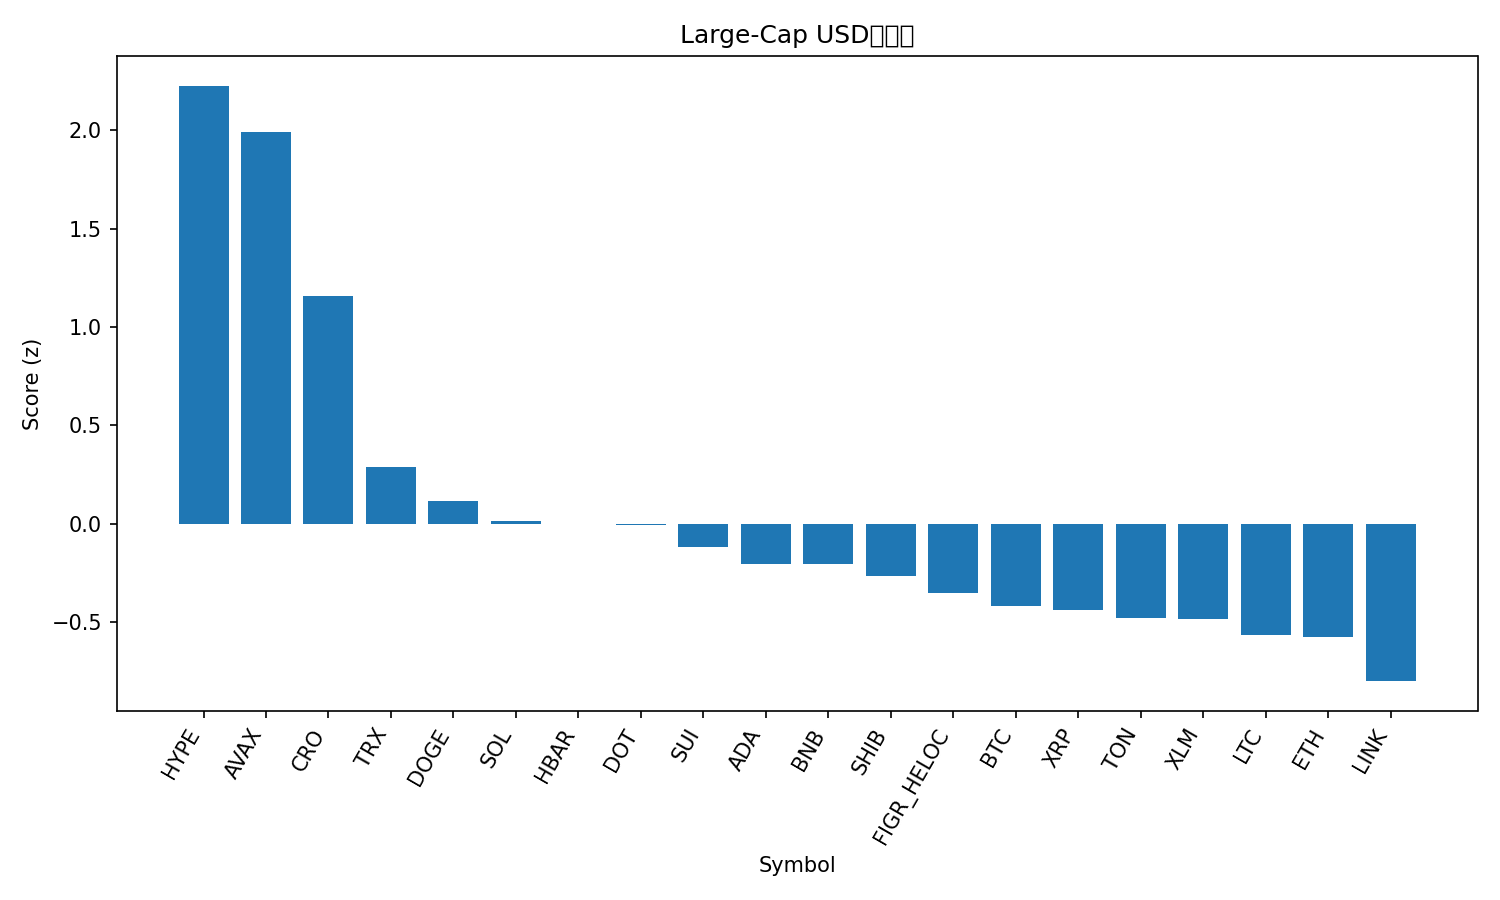 Large-Cap USD
Score (z)
2.0
1.5
1.0
0.5
0.0
−0.5
HYPE
AVAX
CRO
TRX
DOGE
SOL
HBAR
DOT
SUI
ADA
BNB
SHIB
FIGR_HELOC
BTC
XRP
TON
XLM
LTC
ETH
LINK
Symbol